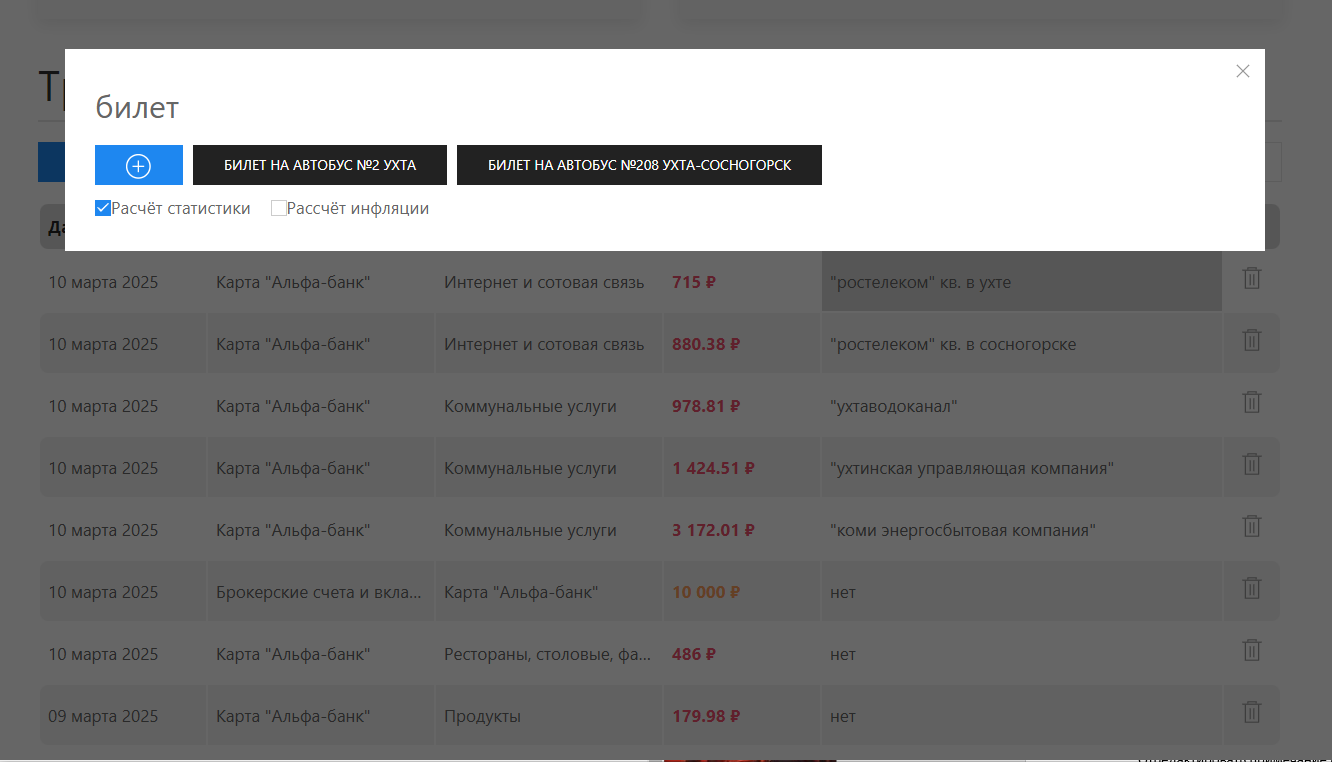 билет
БИЛЕТ НА АВТОБУС №2 УХТА
БИЛЕТ НА АВТОБУС №208 УХТА-СОСНОГОРСК
Расчёт статистики
Рассчёт инфляции
10 марта 2025 Карта "Альфа-банк" Интернет и сотовая связь 715 ₽ "ростелеком" кв. в ухте
10 марта 2025 Карта "Альфа-банк" Интернет и сотовая связь 880.38 ₽ "ростелеком" кв. в сосногорске
10 марта 2025 Карта "Альфа-банк" Коммунальные услуги 978.81 ₽ "ухтаводоканал"
10 марта 2025 Карта "Альфа-банк" Коммунальные услуги 1 424.51 ₽ "ухтинская управляющая компания"
10 марта 2025 Карта "Альфа-банк" Коммунальные услуги 3 172.01 ₽ "коми энергосбытовая компания"
10 марта 2025 Брокерские счета и вкла... Карта "Альфа-банк" 10 000 ₽ нет
10 марта 2025 Карта "Альфа-банк" Рестораны, столовые, фа... 486 ₽ нет
09 марта 2025 Карта "Альфа-банк" Продукты 179.98 ₽ нет